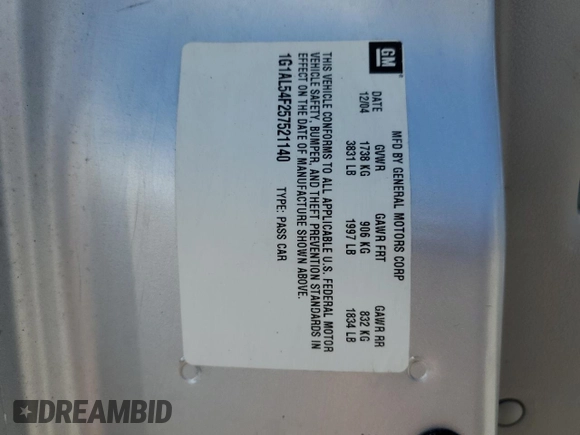 GM
MFD BY GENERAL MOTORS CORP
DATE GVWR GAWR FRT GAWR RR
12/04 1738 KG 906 KG 832 KG
3831 LB 1997 LB 1834 LB
THIS VEHICLE CONFORMS TO ALL APPLICABLE U.S. FEDERAL MOTOR
VEHICLE SAFETY, BUMPER, AND THEFT PREVENTION STANDARDS IN
EFFECT ON THE DATE OF MANUFACTURE SHOWN ABOVE.
1G1AL54F257521140 TYPE: PASS CAR
DREAMBID